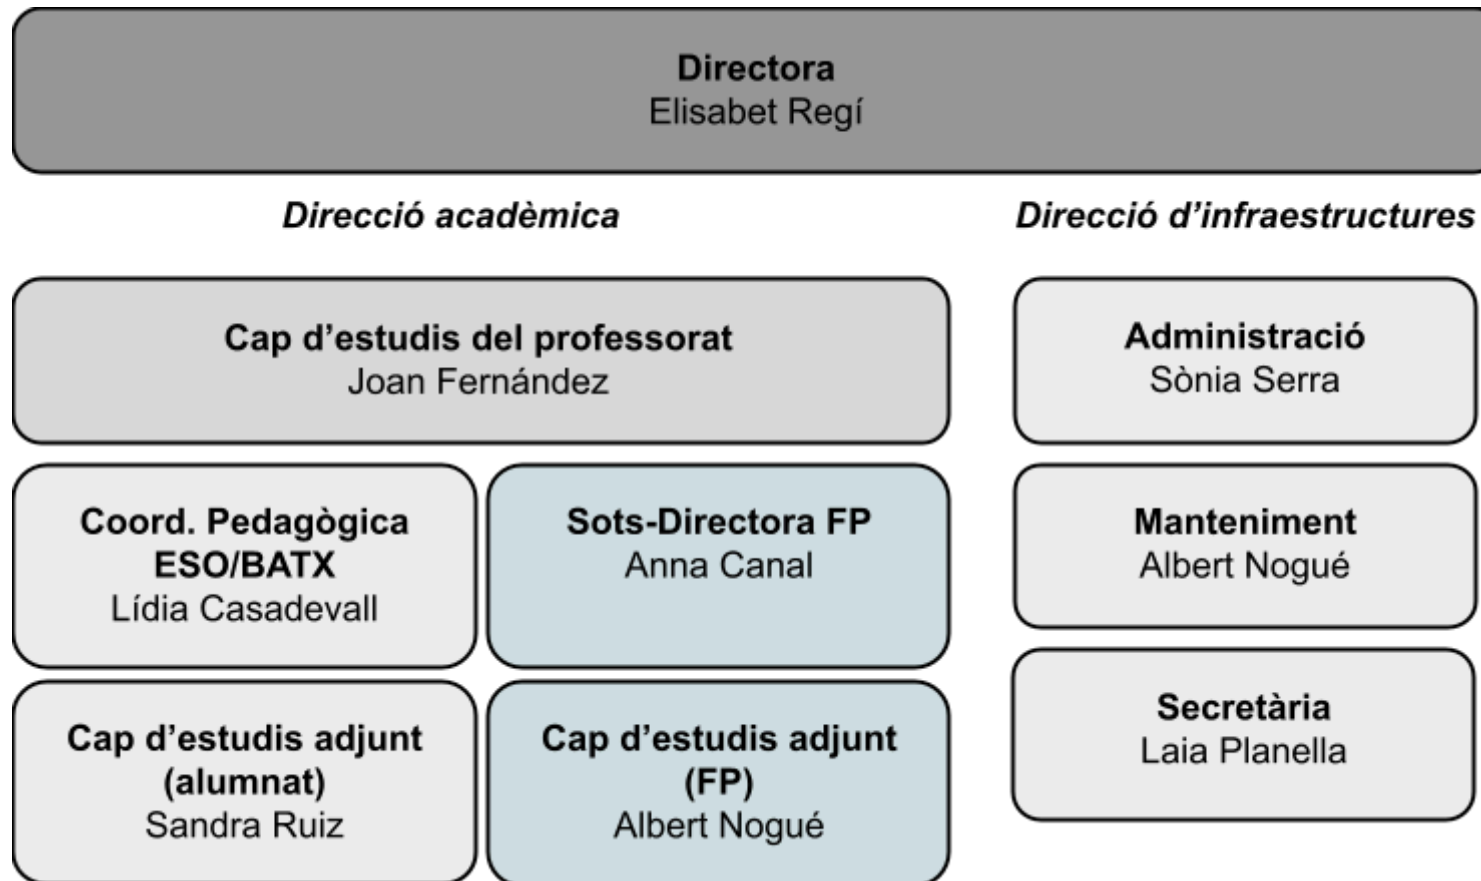 Directora
Elisabet Regí
Direcció acadèmica
Direcció d’infraestructures
Cap d’estudis del professorat
Joan Fernández
Administració
Sònia Serra
Coord. Pedagògica
ESO/BATX
Lídia Casadevall
Sots-Directora FP
Anna Canal
Manteniment
Albert Nogué
Cap d’estudis adjunt
(alumnat)
Sandra Ruiz
Cap d’estudis adjunt
(FP)
Albert Nogué
Secretària
Laia Planella